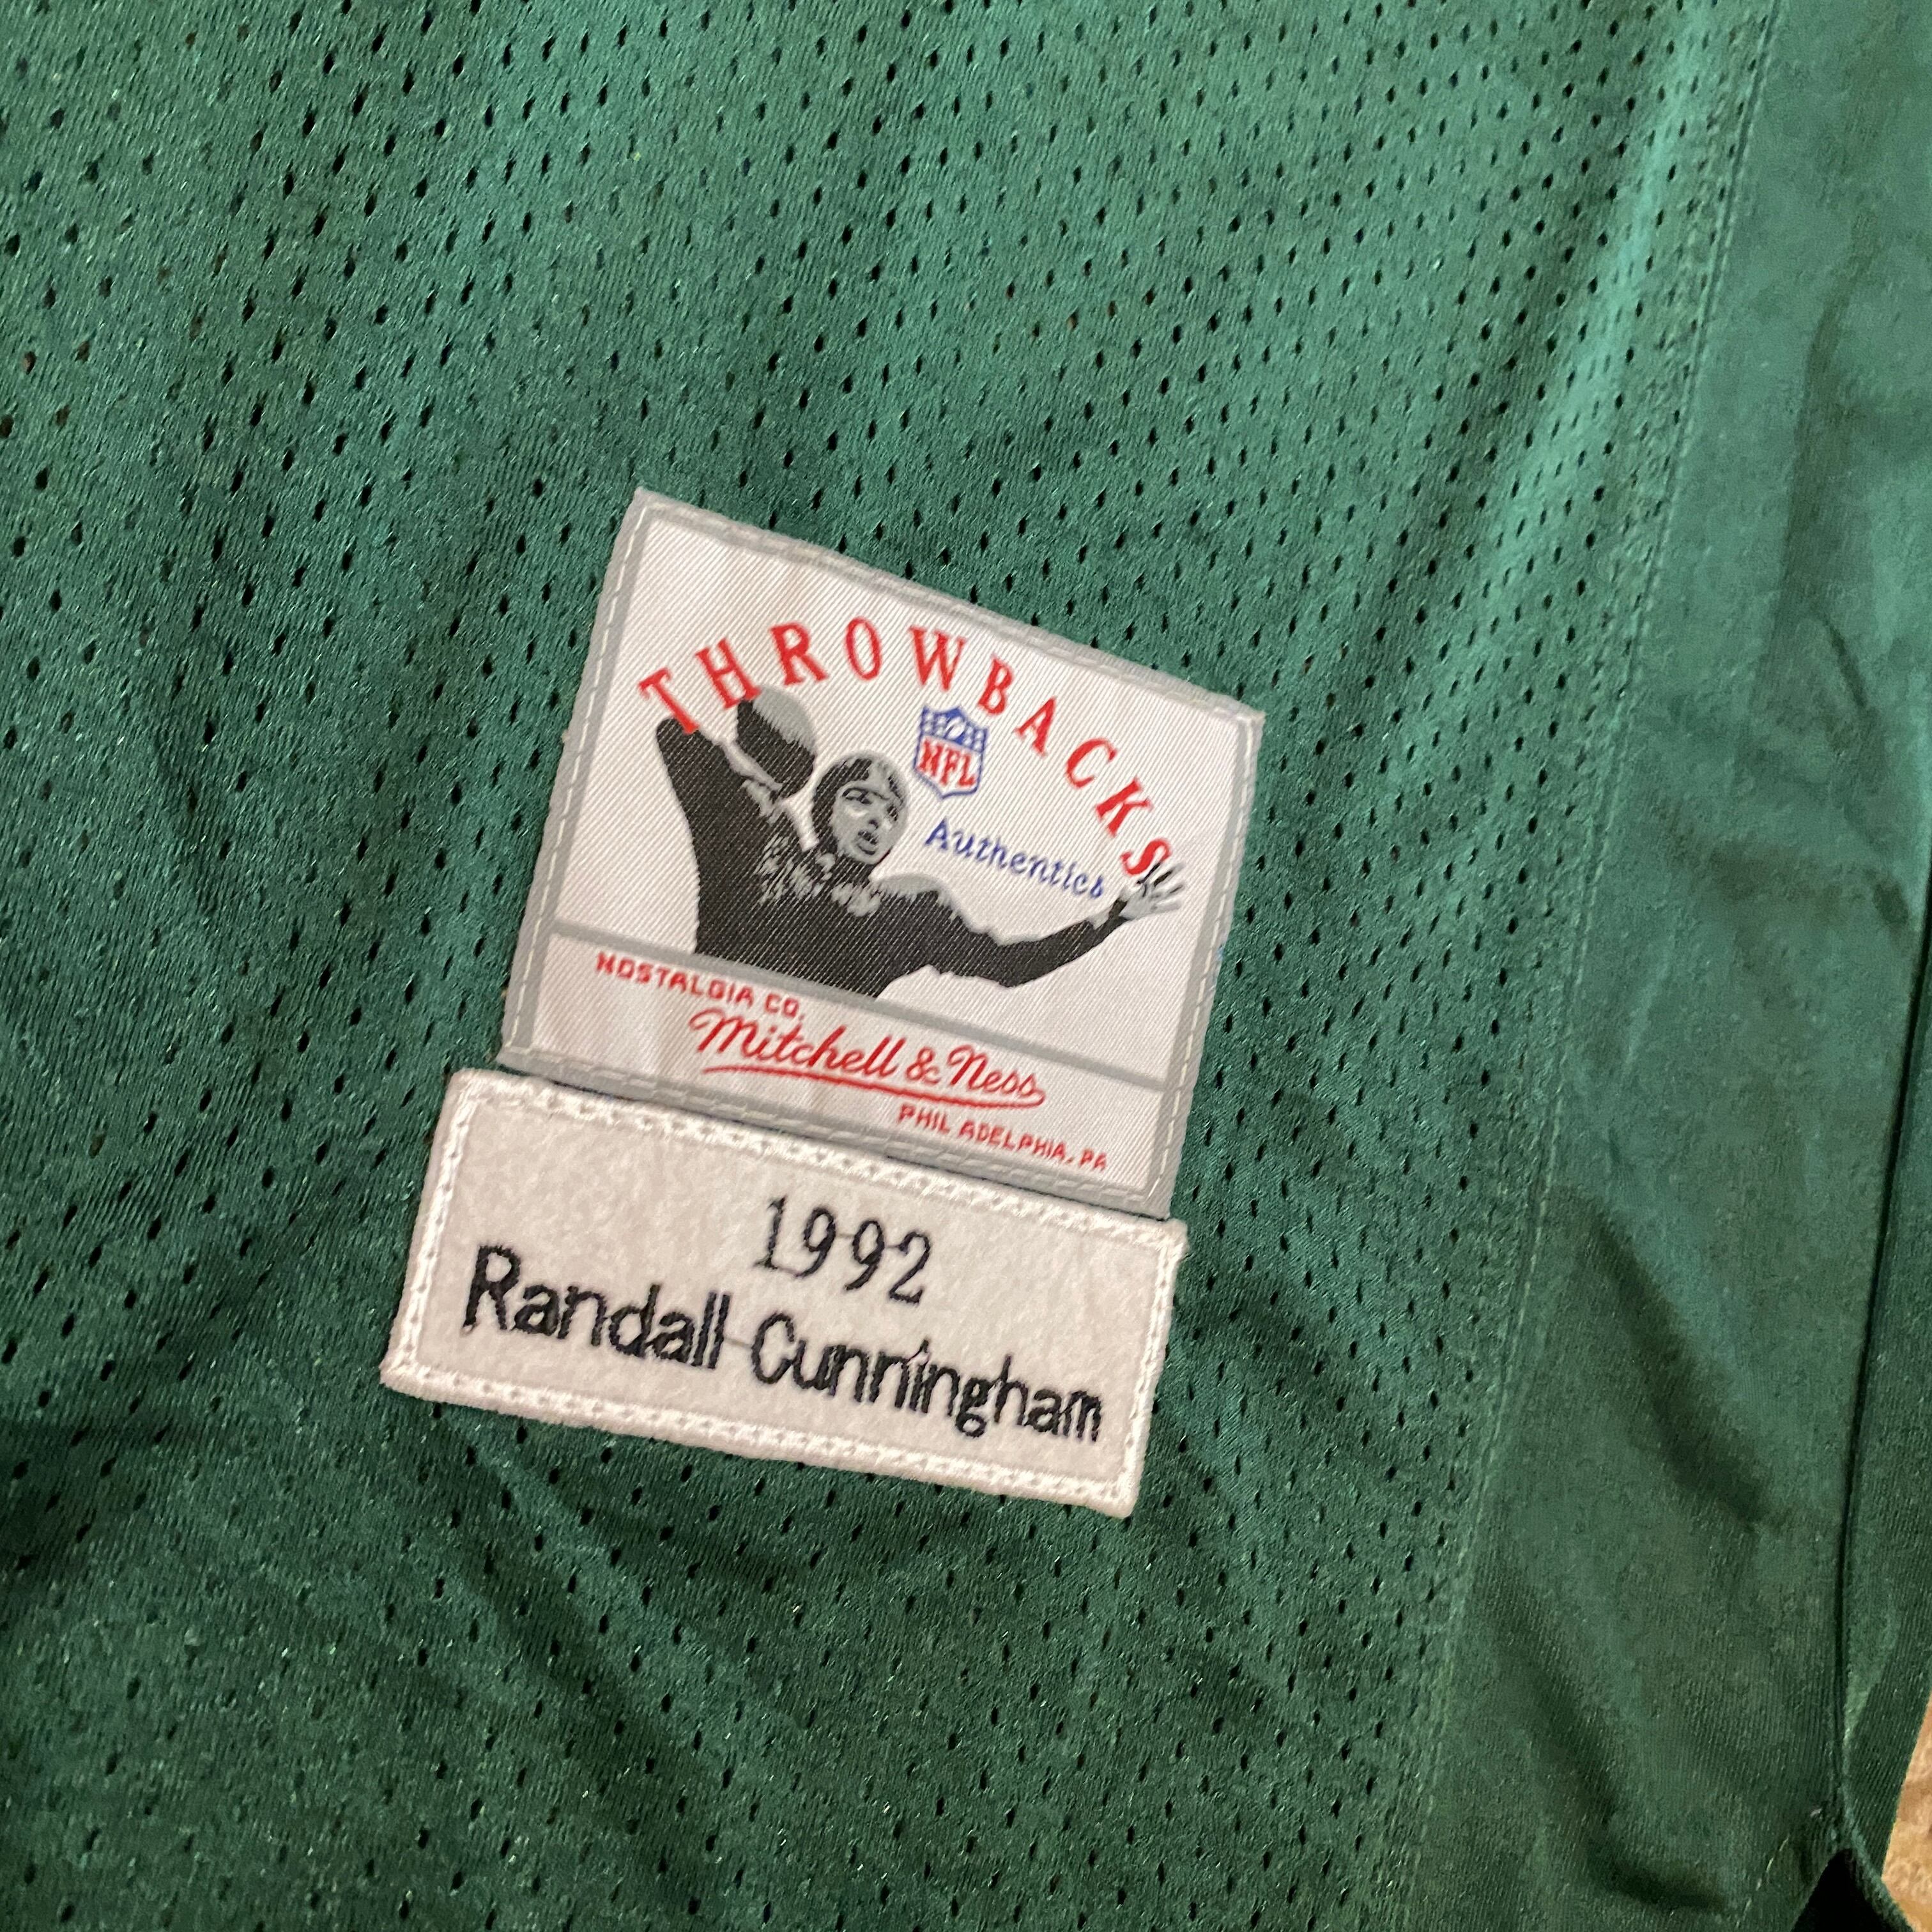 THROWBACKS
NFL
Authentics
NOSTALGIA CO.
Mitchell & Ness
PHILADELPHIA, PA
1992
Randall Cunningham